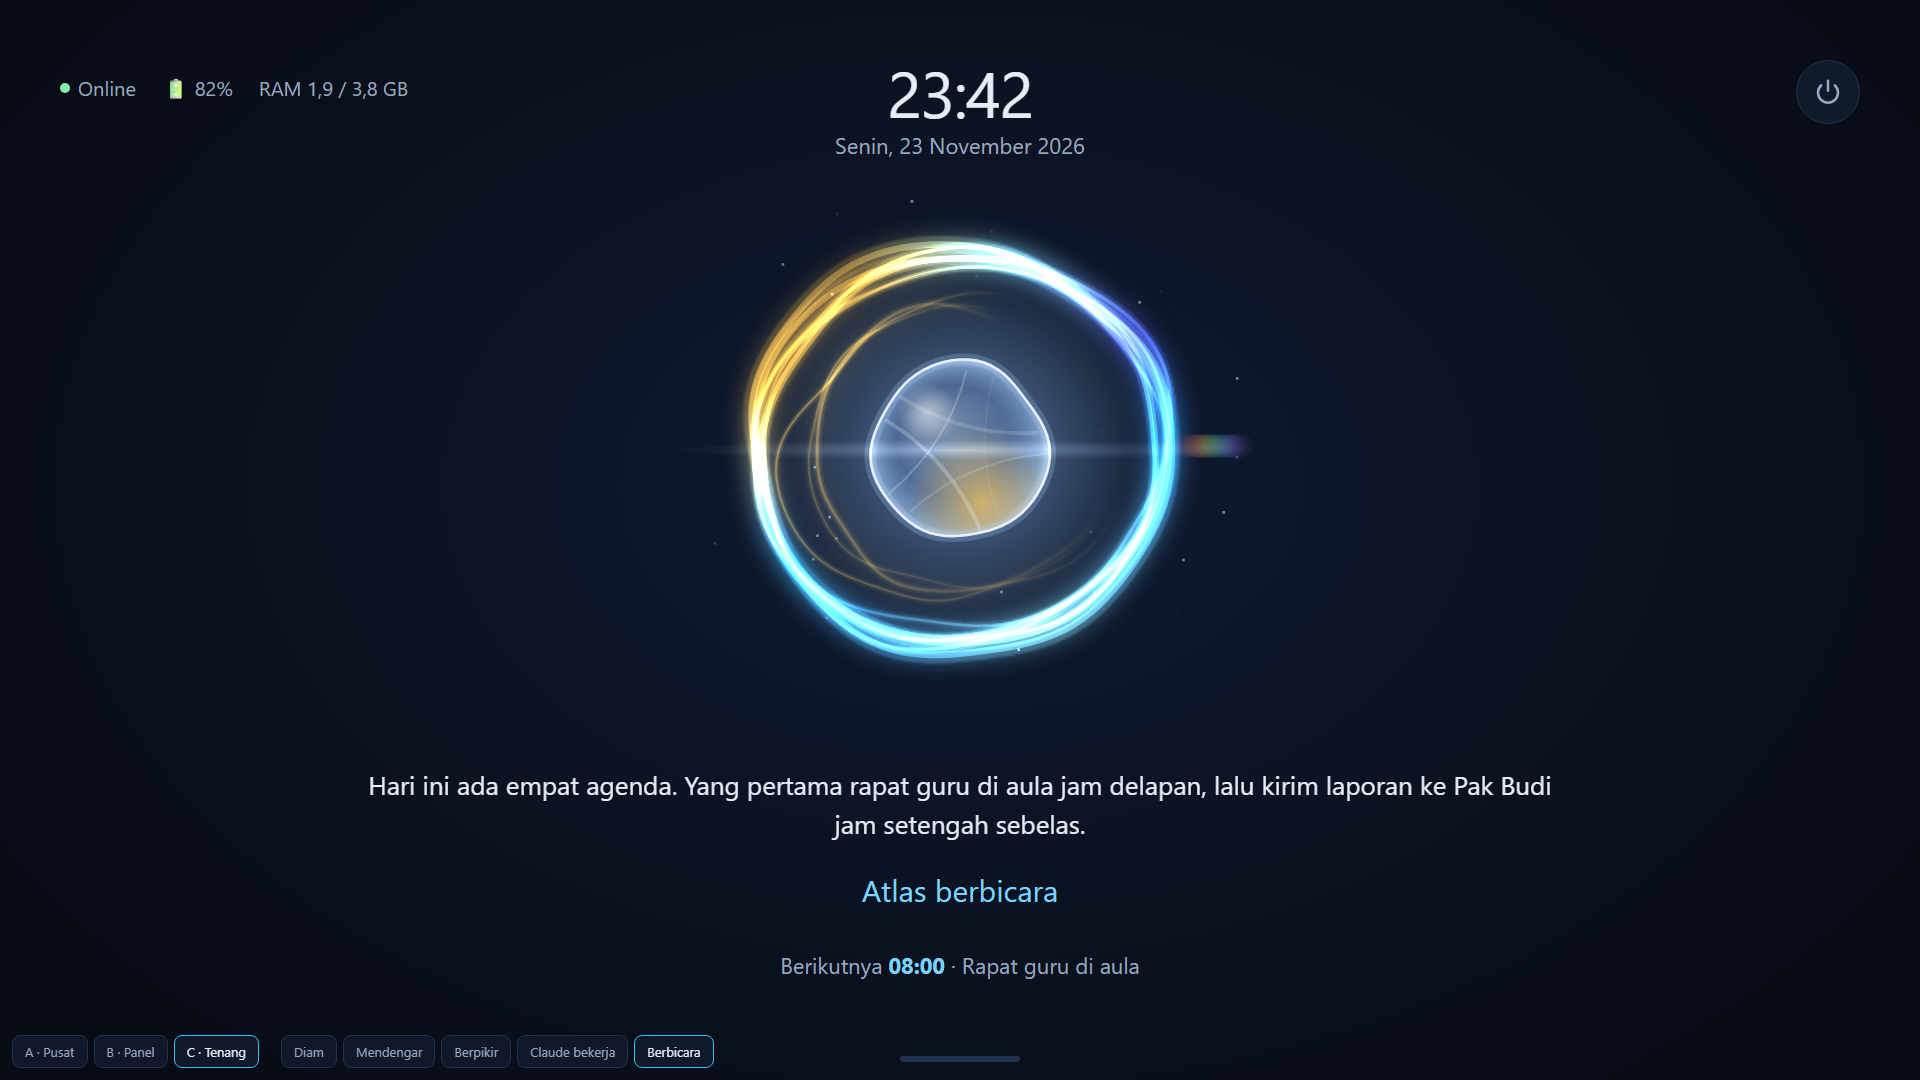 Online 82% RAM 1,9 / 3,8 GB
23:42
Senin, 23 November 2026
Hari ini ada empat agenda. Yang pertama rapat guru di aula jam delapan, lalu kirim laporan ke Pak Budi
jam setengah sebelas.
Atlas berbicara
Berikutnya 08:00 · Rapat guru di aula
A · Pusat B · Panel C · Tenang Diam Mendengar Berpikir Claude bekerja Berbicara